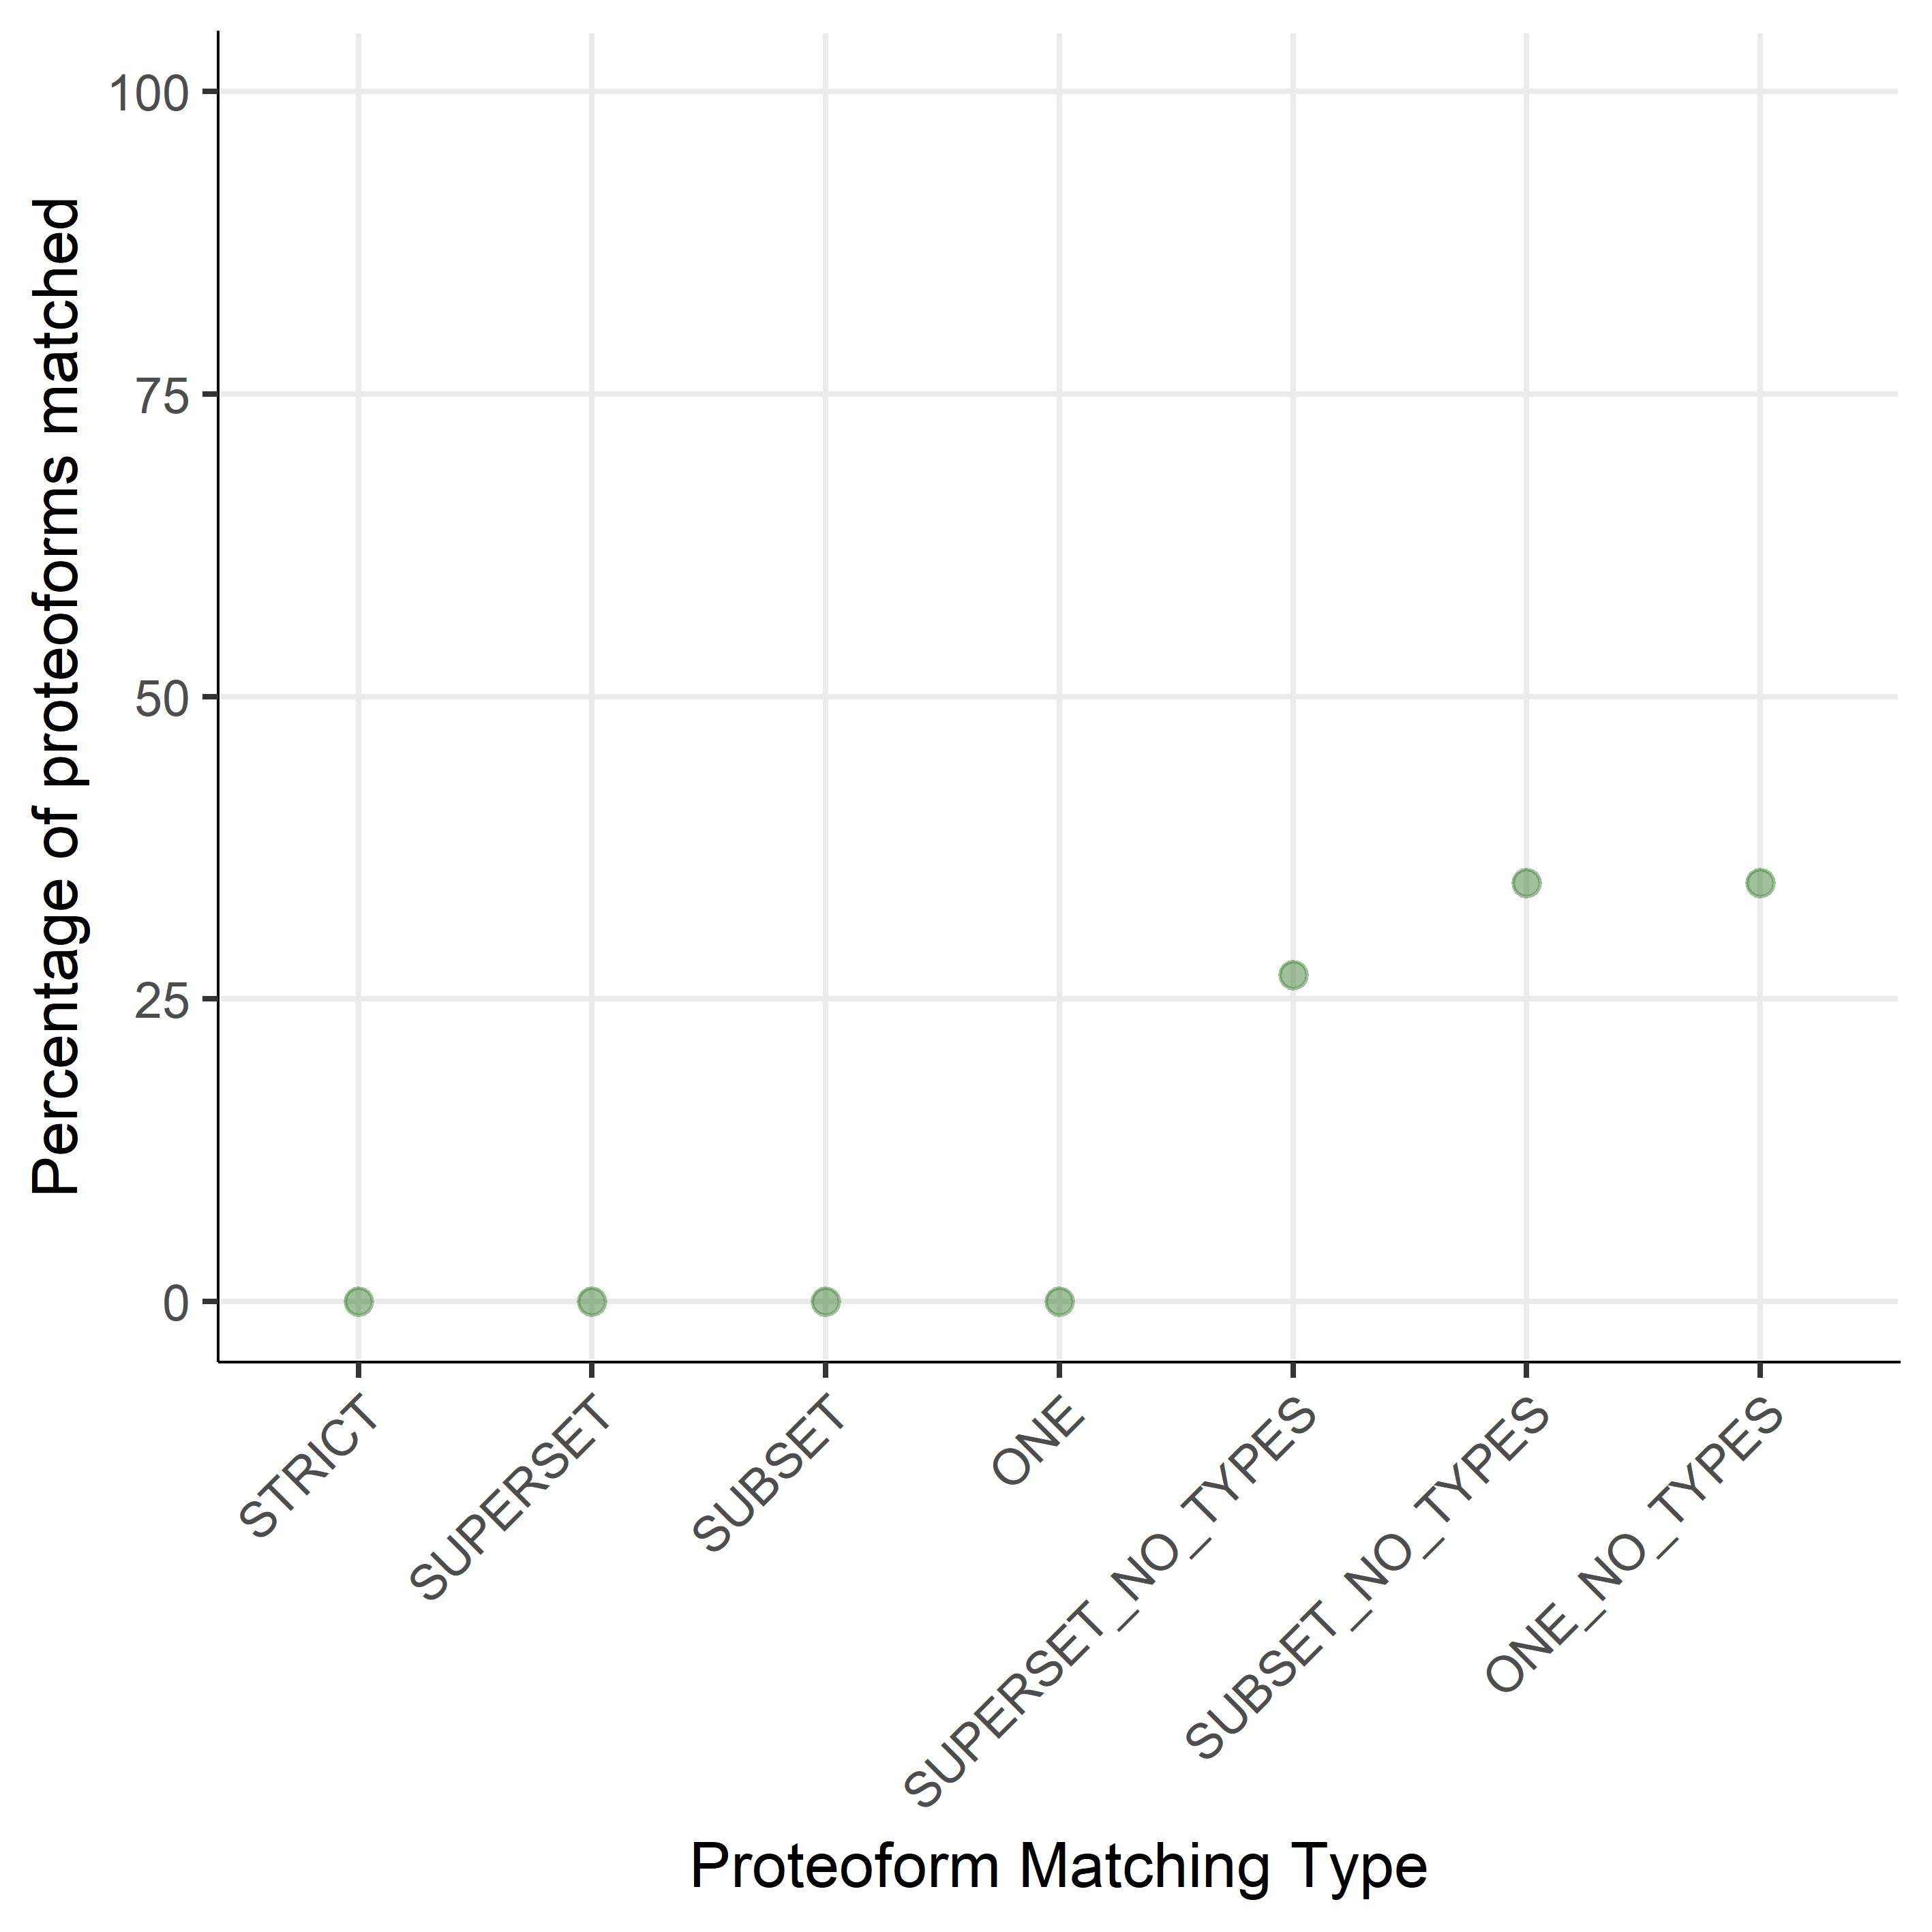 Percentage of proteoforms matched
100
75
50
25
0
STRICT
SUPERSET
SUBSET
ONE
SUPERSET_NO_TYPES
SUBSET_NO_TYPES
ONE_NO_TYPES
Proteoform Matching Type